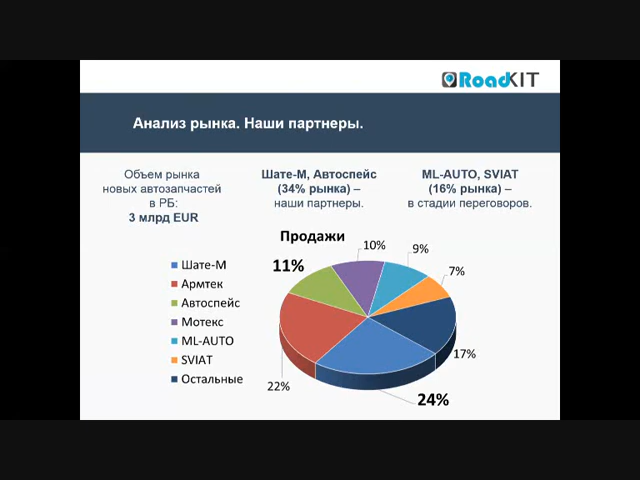 RoadKIT
Анализ рынка. Наши партнеры.
Объем рынка
новых автозапчастей
в РБ:
3 млрд EUR
Шате-М, Автоспейс
(34% рынка) –
наши партнеры.
ML-AUTO, SVIAT
(16% рынка) –
в стадии переговоров.
Продажи
Шате-М
Армтек
Автоспейс
Мотекс
ML-AUTO
SVIAT
Остальные
11%
10%
9%
7%
17%
24%
22%